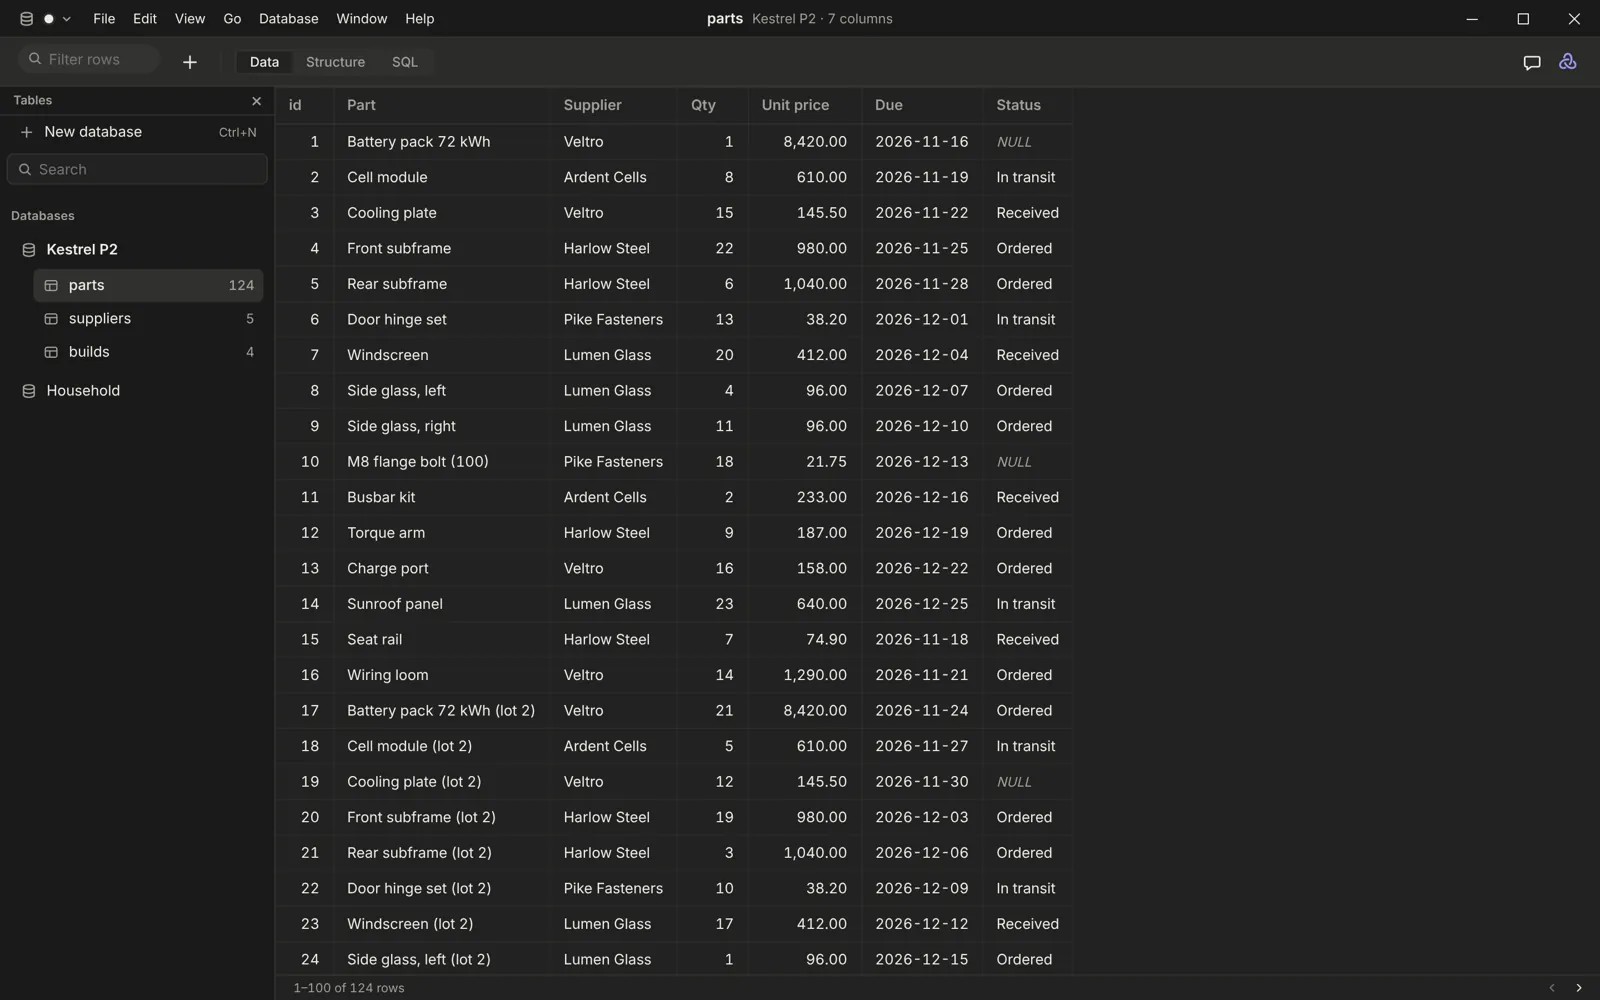 File Edit View Go Database Window Help
parts Kestrel P2 · 7 columns
Filter rows
Data Structure SQL
Tables
New database Ctrl+N
Search
Databases
Kestrel P2
parts 124
suppliers 5
builds 4
Household
id Part Supplier Qty Unit price Due Status
1 Battery pack 72 kWh Veltro 1 8,420.00 2026-11-16 NULL
2 Cell module Ardent Cells 8 610.00 2026-11-19 In transit
3 Cooling plate Veltro 15 145.50 2026-11-22 Received
4 Front subframe Harlow Steel 22 980.00 2026-11-25 Ordered
5 Rear subframe Harlow Steel 6 1,040.00 2026-11-28 Ordered
6 Door hinge set Pike Fasteners 13 38.20 2026-12-01 In transit
7 Windscreen Lumen Glass 20 412.00 2026-12-04 Received
8 Side glass, left Lumen Glass 4 96.00 2026-12-07 Ordered
9 Side glass, right Lumen Glass 11 96.00 2026-12-10 Ordered
10 M8 flange bolt (100) Pike Fasteners 18 21.75 2026-12-13 NULL
11 Busbar kit Ardent Cells 2 233.00 2026-12-16 Received
12 Torque arm Harlow Steel 9 187.00 2026-12-19 Ordered
13 Charge port Veltro 16 158.00 2026-12-22 Ordered
14 Sunroof panel Lumen Glass 23 640.00 2026-12-25 In transit
15 Seat rail Harlow Steel 7 74.90 2026-11-18 Received
16 Wiring loom Veltro 14 1,290.00 2026-11-21 Ordered
17 Battery pack 72 kWh (lot 2) Veltro 21 8,420.00 2026-11-24 Ordered
18 Cell module (lot 2) Ardent Cells 5 610.00 2026-11-27 In transit
19 Cooling plate (lot 2) Veltro 12 145.50 2026-11-30 NULL
20 Front subframe (lot 2) Harlow Steel 19 980.00 2026-12-03 Ordered
21 Rear subframe (lot 2) Harlow Steel 3 1,040.00 2026-12-06 Ordered
22 Door hinge set (lot 2) Pike Fasteners 10 38.20 2026-12-09 In transit
23 Windscreen (lot 2) Lumen Glass 17 412.00 2026-12-12 Received
24 Side glass, left (lot 2) Lumen Glass 1 96.00 2026-12-15 Ordered
1–100 of 124 rows